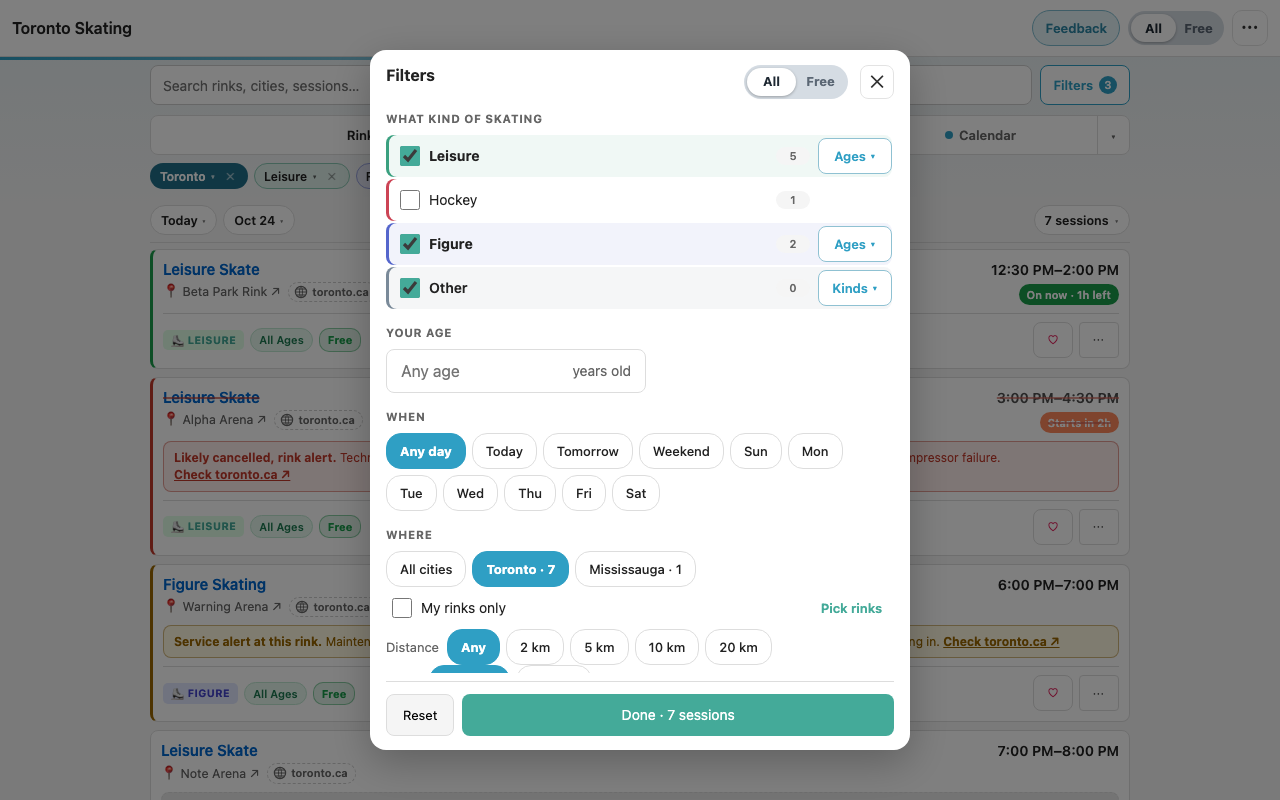 Toronto Skating
Feedback
All
Free
Filters
All
Free
Search rinks, cities, sessions...
Filters 3
WHAT KIND OF SKATING
Leisure 5 Ages
Hockey 1
Figure 2 Ages
Other 0 Kinds
YOUR AGE
Any age years old
WHEN
Any day Today Tomorrow Weekend Sun Mon
Tue Wed Thu Fri Sat
WHERE
All cities Toronto · 7 Mississauga · 1
My rinks only Pick rinks
Distance Any 2 km 5 km 10 km 20 km
Reset Done · 7 sessions
Calendar
Toronto Leisure
Today Oct 24 7 sessions
Leisure Skate 12:30 PM–2:00 PM
Beta Park Rink ↗ On now · 1h left
LEISURE All Ages Free
Leisure Skate 3:00 PM–4:30 PM
Alpha Arena ↗ toronto.ca Starts in 2h
Likely cancelled, rink alert.
Check toronto.ca ↗
LEISURE All Ages Free
Figure Skating 6:00 PM–7:00 PM
Warning Arena ↗
Service alert at this rink. Check toronto.ca ↗
FIGURE All Ages Free
Leisure Skate 7:00 PM–8:00 PM
Note Arena ↗ toronto.ca